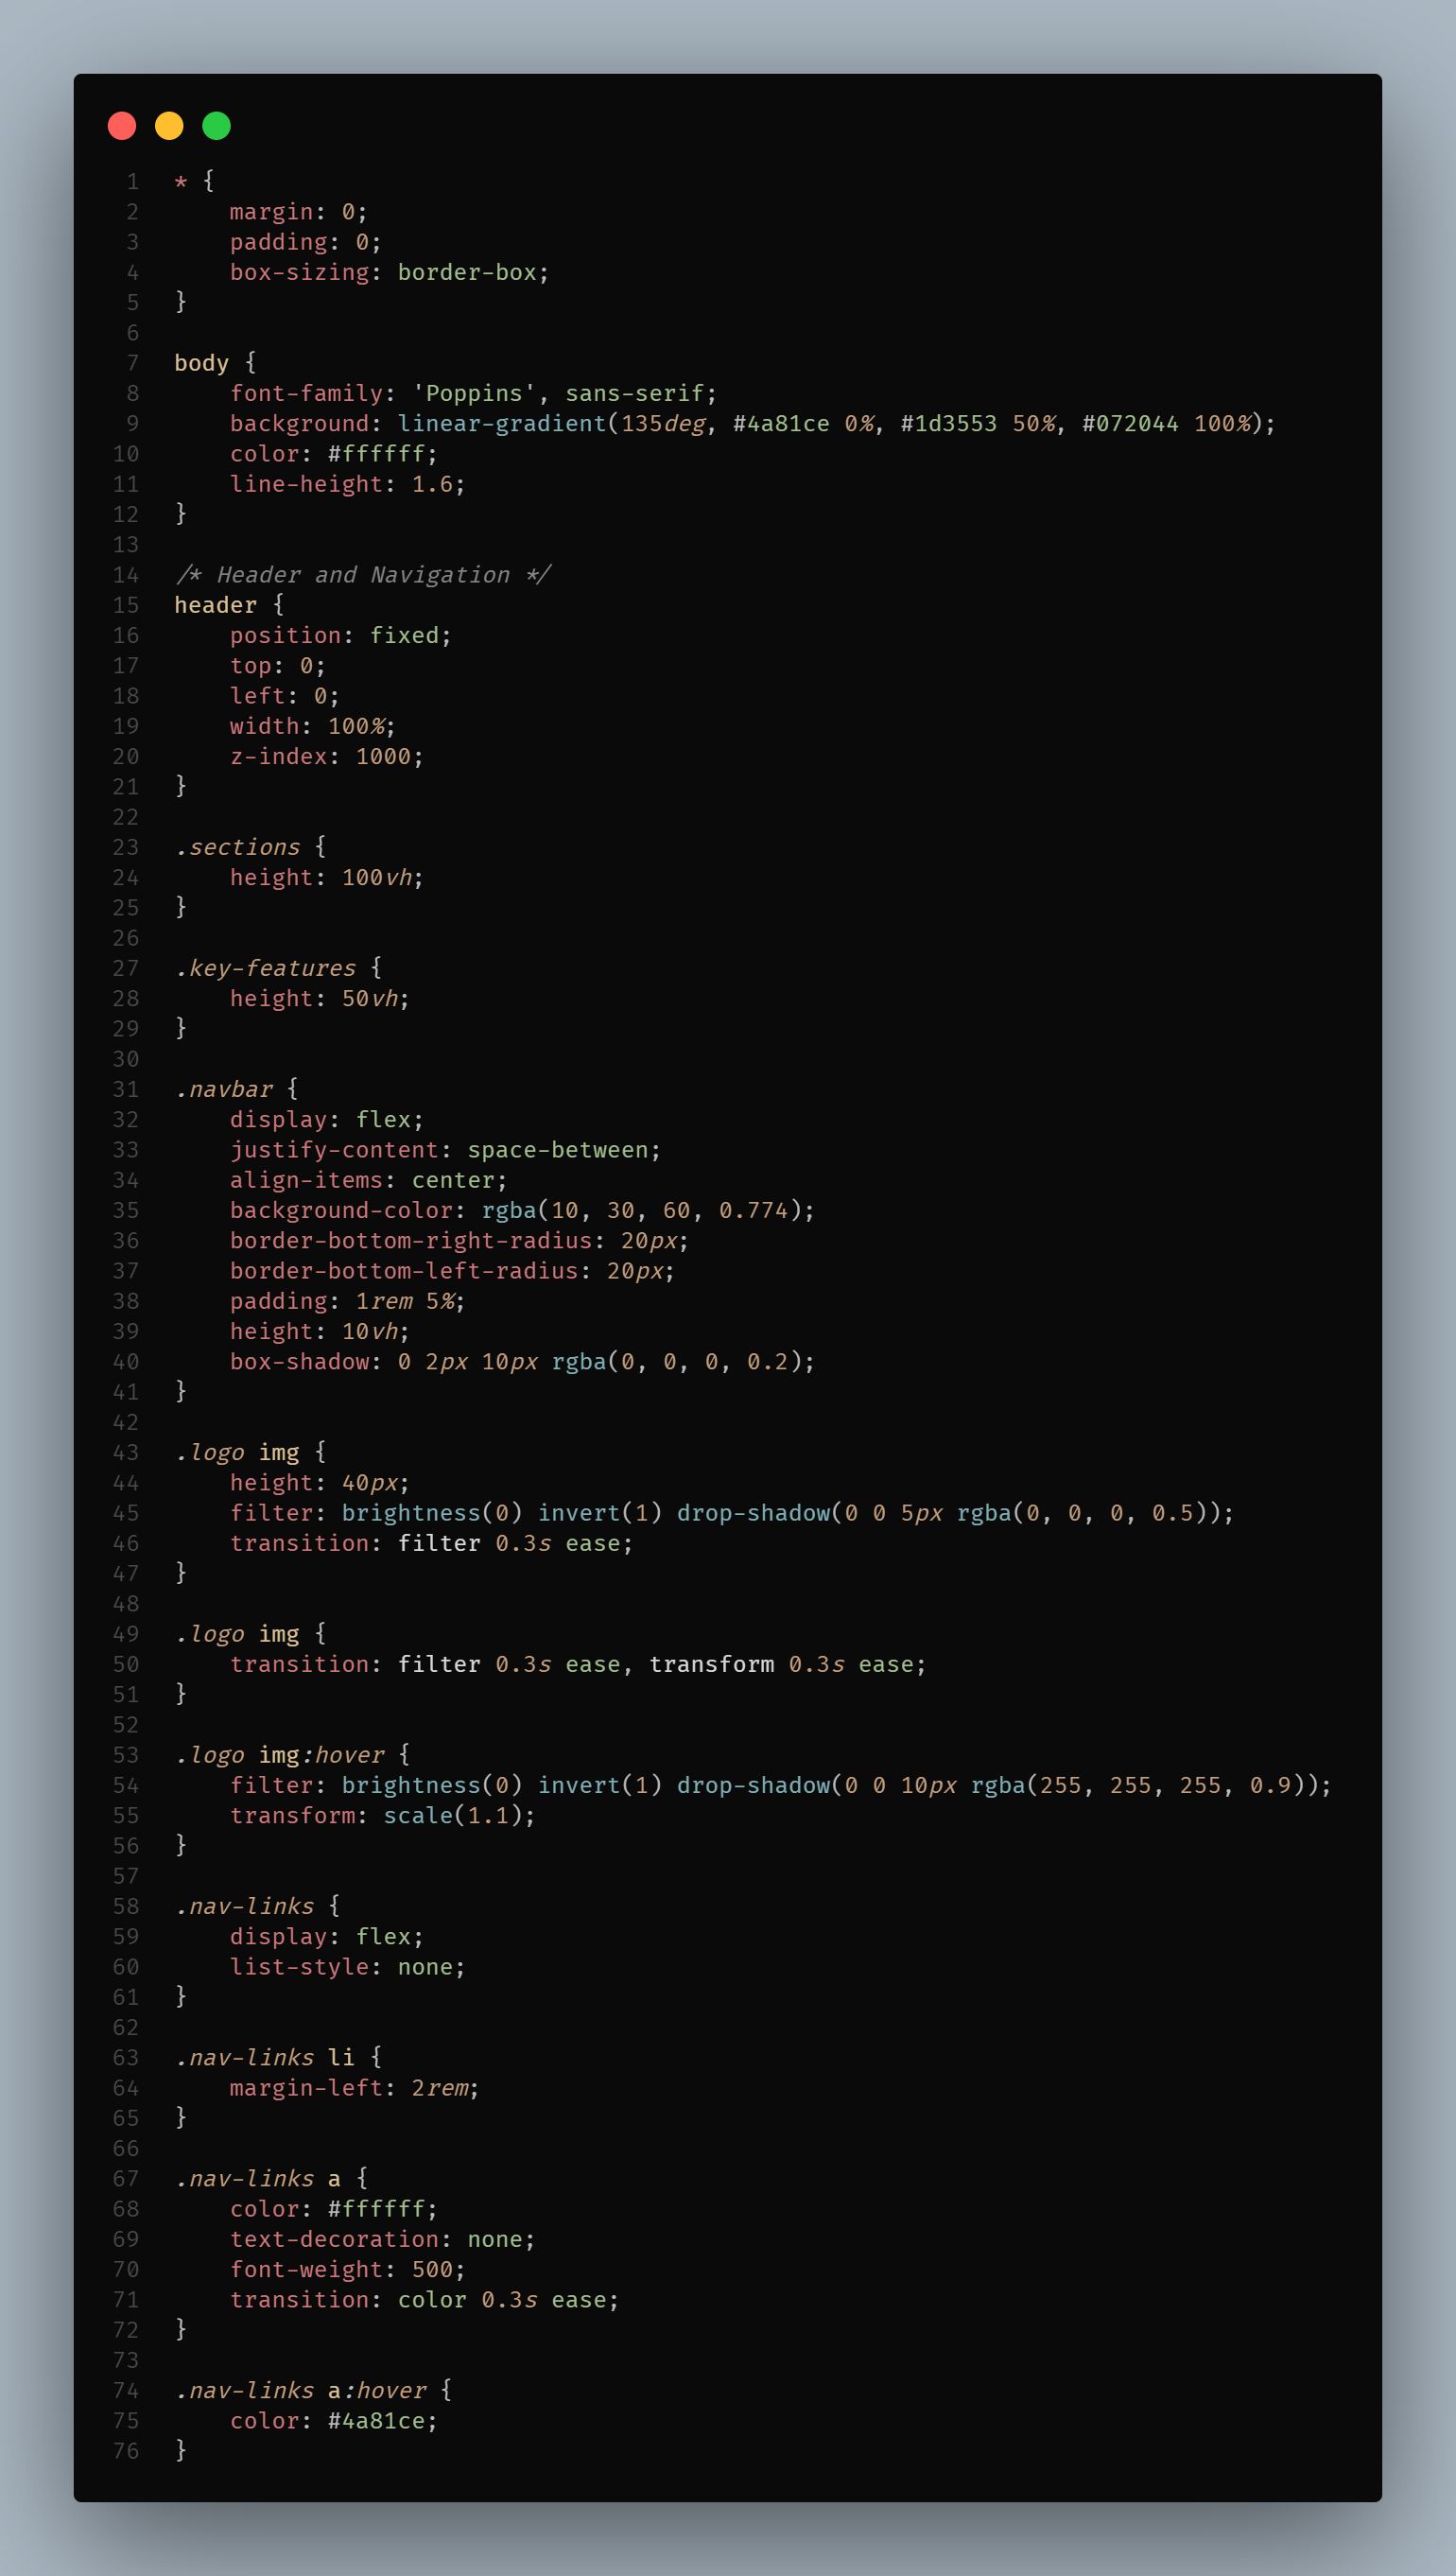 1 * {
2     margin: 0;
3     padding: 0;
4     box-sizing: border-box;
5 }
6
7 body {
8     font-family: 'Poppins', sans-serif;
9     background: linear-gradient(135deg, #4a81ce 0%, #1d3553 50%, #072044 100%);
10     color: #ffffff;
11     line-height: 1.6;
12 }
13
14 /* Header and Navigation */
15 header {
16     position: fixed;
17     top: 0;
18     left: 0;
19     width: 100%;
20     z-index: 1000;
21 }
22
23 .sections {
24     height: 100vh;
25 }
26
27 .key-features {
28     height: 50vh;
29 }
30
31 .navbar {
32     display: flex;
33     justify-content: space-between;
34     align-items: center;
35     background-color: rgba(10, 30, 60, 0.774);
36     border-bottom-right-radius: 20px;
37     border-bottom-left-radius: 20px;
38     padding: 1rem 5%;
39     height: 10vh;
40     box-shadow: 0 2px 10px rgba(0, 0, 0, 0.2);
41 }
42
43 .logo img {
44     height: 40px;
45     filter: brightness(0) invert(1) drop-shadow(0 0 5px rgba(0, 0, 0, 0.5));
46     transition: filter 0.3s ease;
47 }
48
49 .logo img {
50     transition: filter 0.3s ease, transform 0.3s ease;
51 }
52
53 .logo img:hover {
54     filter: brightness(0) invert(1) drop-shadow(0 0 10px rgba(255, 255, 255, 0.9));
55     transform: scale(1.1);
56 }
57
58 .nav-links {
59     display: flex;
60     list-style: none;
61 }
62
63 .nav-links li {
64     margin-left: 2rem;
65 }
66
67 .nav-links a {
68     color: #ffffff;
69     text-decoration: none;
70     font-weight: 500;
71     transition: color 0.3s ease;
72 }
73
74 .nav-links a:hover {
75     color: #4a81ce;
76 }